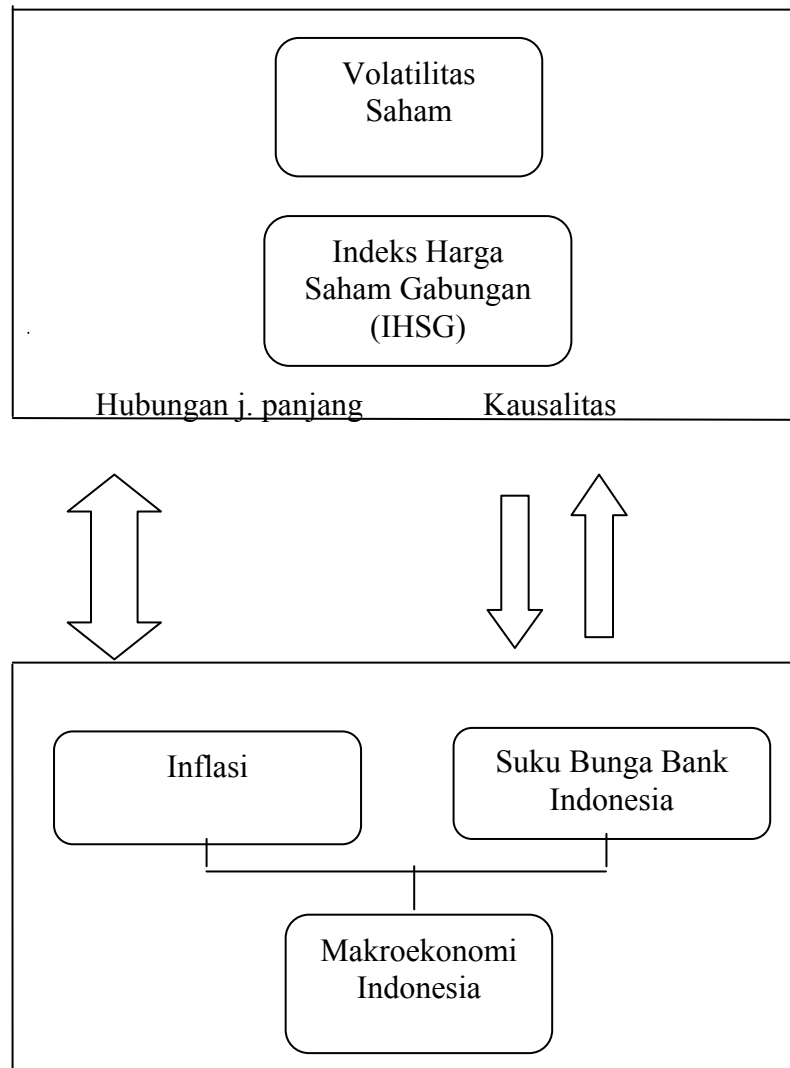 Volatilitas
Saham
Indeks Harga
Saham Gabungan
(IHSG)
Hubungan j. panjang Kausalitas
Inflasi
Suku Bunga Bank
Indonesia
Makroekonomi
Indonesia